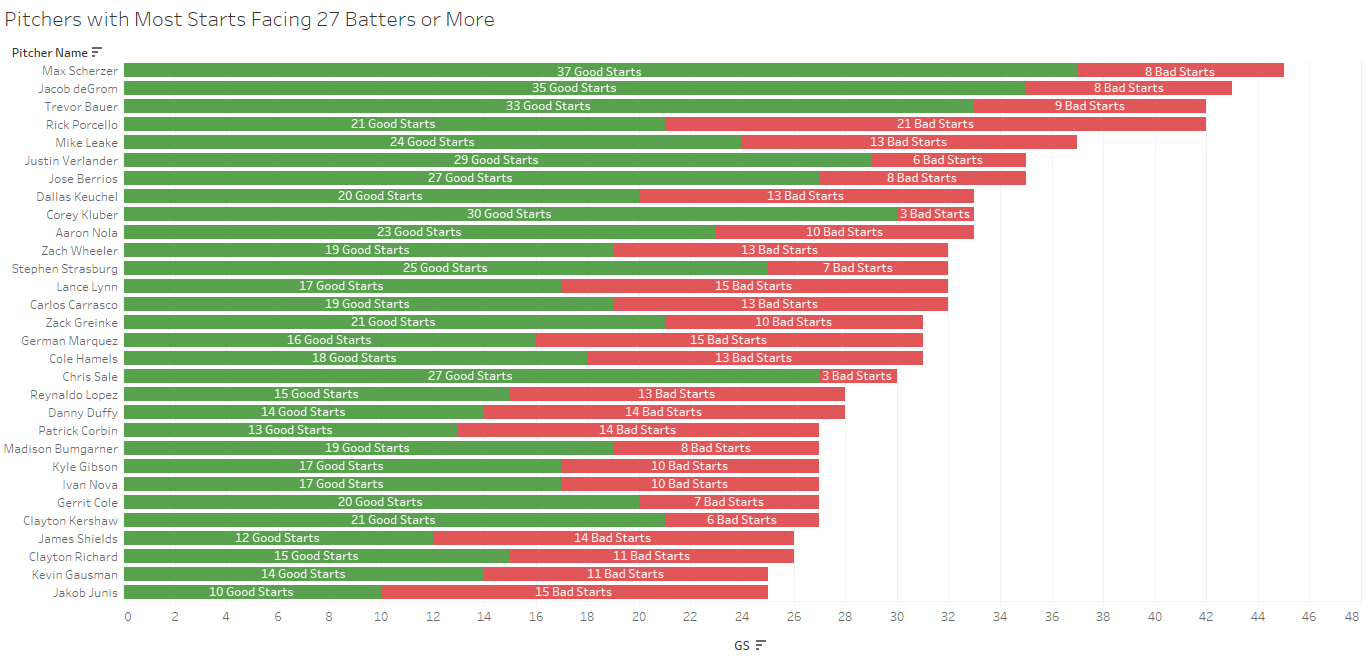 Pitchers with Most Starts Facing 27 Batters or More
Pitcher Name
Max Scherzer 37 Good Starts 8 Bad Starts
Jacob deGrom 35 Good Starts 8 Bad Starts
Trevor Bauer 33 Good Starts 9 Bad Starts
Rick Porcello 21 Good Starts 21 Bad Starts
Mike Leake 24 Good Starts 13 Bad Starts
Justin Verlander 29 Good Starts 6 Bad Starts
Jose Berrios 27 Good Starts 8 Bad Starts
Dallas Keuchel 20 Good Starts 13 Bad Starts
Corey Kluber 30 Good Starts 3 Bad Starts
Aaron Nola 23 Good Starts 10 Bad Starts
Zach Wheeler 19 Good Starts 13 Bad Starts
Stephen Strasburg 25 Good Starts 7 Bad Starts
Lance Lynn 17 Good Starts 15 Bad Starts
Carlos Carrasco 19 Good Starts 13 Bad Starts
Zack Greinke 21 Good Starts 10 Bad Starts
German Marquez 16 Good Starts 15 Bad Starts
Cole Hamels 18 Good Starts 13 Bad Starts
Chris Sale 27 Good Starts 3 Bad Starts
Reynaldo Lopez 15 Good Starts 13 Bad Starts
Danny Duffy 14 Good Starts 14 Bad Starts
Patrick Corbin 13 Good Starts 14 Bad Starts
Madison Bumgarner 19 Good Starts 8 Bad Starts
Kyle Gibson 17 Good Starts 10 Bad Starts
Ivan Nova 17 Good Starts 10 Bad Starts
Gerrit Cole 20 Good Starts 7 Bad Starts
Clayton Kershaw 21 Good Starts 6 Bad Starts
James Shields 12 Good Starts 14 Bad Starts
Clayton Richard 15 Good Starts 11 Bad Starts
Kevin Gausman 14 Good Starts 11 Bad Starts
Jakob Junis 10 Good Starts 15 Bad Starts
0 2 4 6 8 10 12 14 16 18 20 22 24 26 28 30 32 34 36 38 40 42 44 46 48
GS